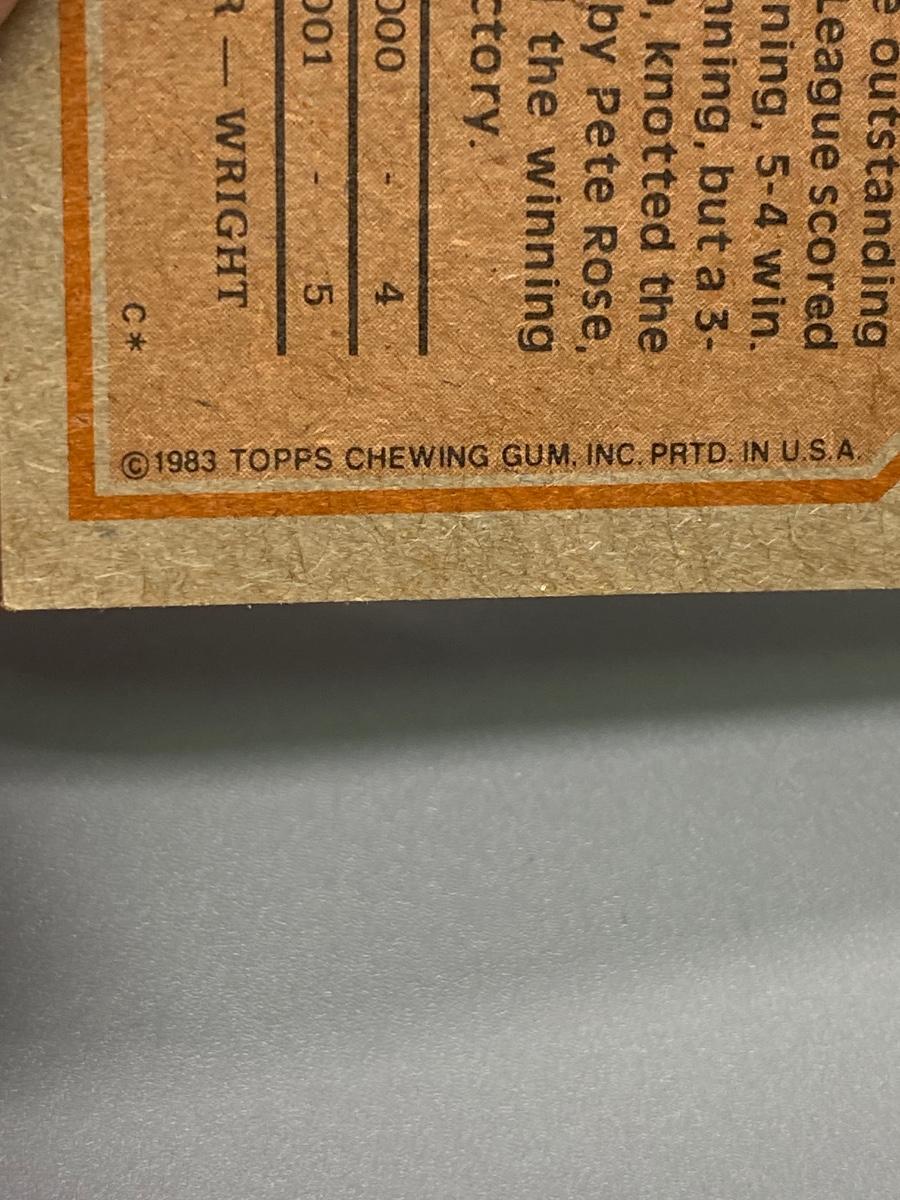 outstanding
League scored
ning, 5-4 win.
nning, but a 3-
knotted the
by Pete Rose,
the winning
ctory.
000 - 4
001 - 5
R — WRIGHT
C*
©1983 TOPPS CHEWING GUM, INC. PRTD. IN U.S.A.